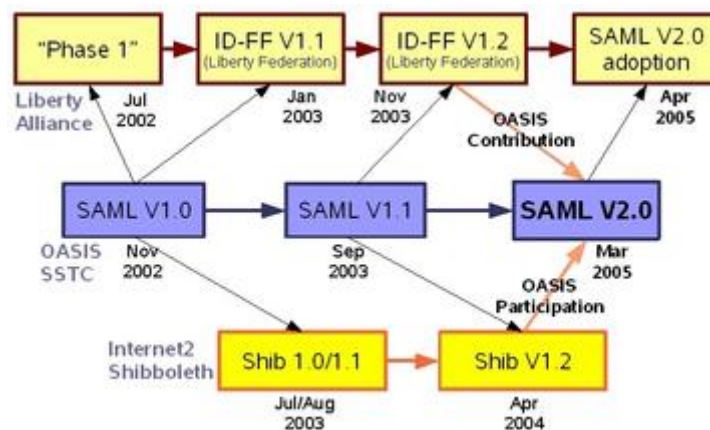 "Phase 1"
ID-FF V1.1
(Liberty Federation)
ID-FF V1.2
(Liberty Federation)
SAML V2.0
adoption
Liberty
Alliance
Jul
2002
Jan
2003
Nov
2003
Apr
2005
OASIS
Contribution
SAML V1.0
SAML V1.1
SAML V2.0
OASIS
SSTC
Nov
2002
Sep
2003
Mar
2005
OASIS
Participation
Internet2
Shibboleth
Shib 1.0/1.1
Shib V1.2
Jul/Aug
2003
Apr
2004